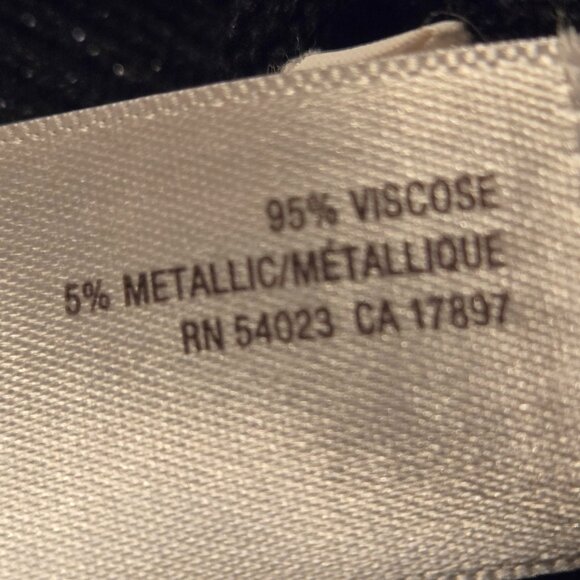 95% VISCOSE
5% METALLIC/MÉTALLIQUE
RN 54023 CA 17897